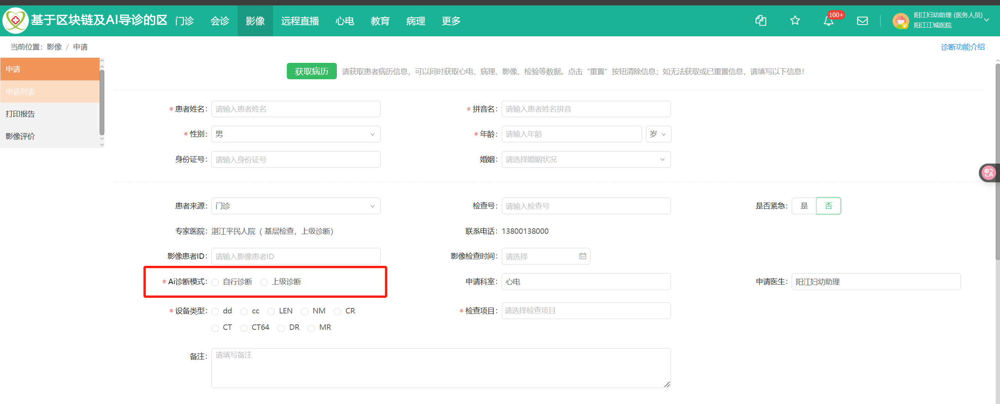 基于区块链及AI导诊的区 门诊 会诊 影像 远程直播 心电 教育 病理 更多 100+ 阳江妇幼助理 (医务人员)
阳江江城医院
当前位置：影像 / 申请 诊断功能介绍
申请
申请列表
打印报告
影像评价
获取病历 请获取患者病历信息，可以同时获取心电、病理、影像、检验等数据。点击“重置”按钮清除信息；如无法获取或已重置信息，请填写以下信息！
* 患者姓名： 请输入患者姓名 * 拼音名： 请输入患者姓名拼音
* 性别： 男 * 年龄： 请输入年龄 岁
身份证号： 请输入身份证号 婚姻： 请选择婚姻状况
患者来源： 门诊 检查号： 请输入检查号 是否紧急： 是 否
专家医院： 湛江平民人院（ 基层检查，上级诊断） 联系电话： 13800138000
影像患者ID： 请输入影像患者ID 影像检查时间： 请选择
* Ai诊断模式： 自行诊断 上级诊断 申请科室： 心电 申请医生： 阳江妇幼助理
* 设备类型： dd cc LEN NM CR * 检查项目： 请选择检查项目
CT CT64 DR MR
备注： 请填写备注
中A